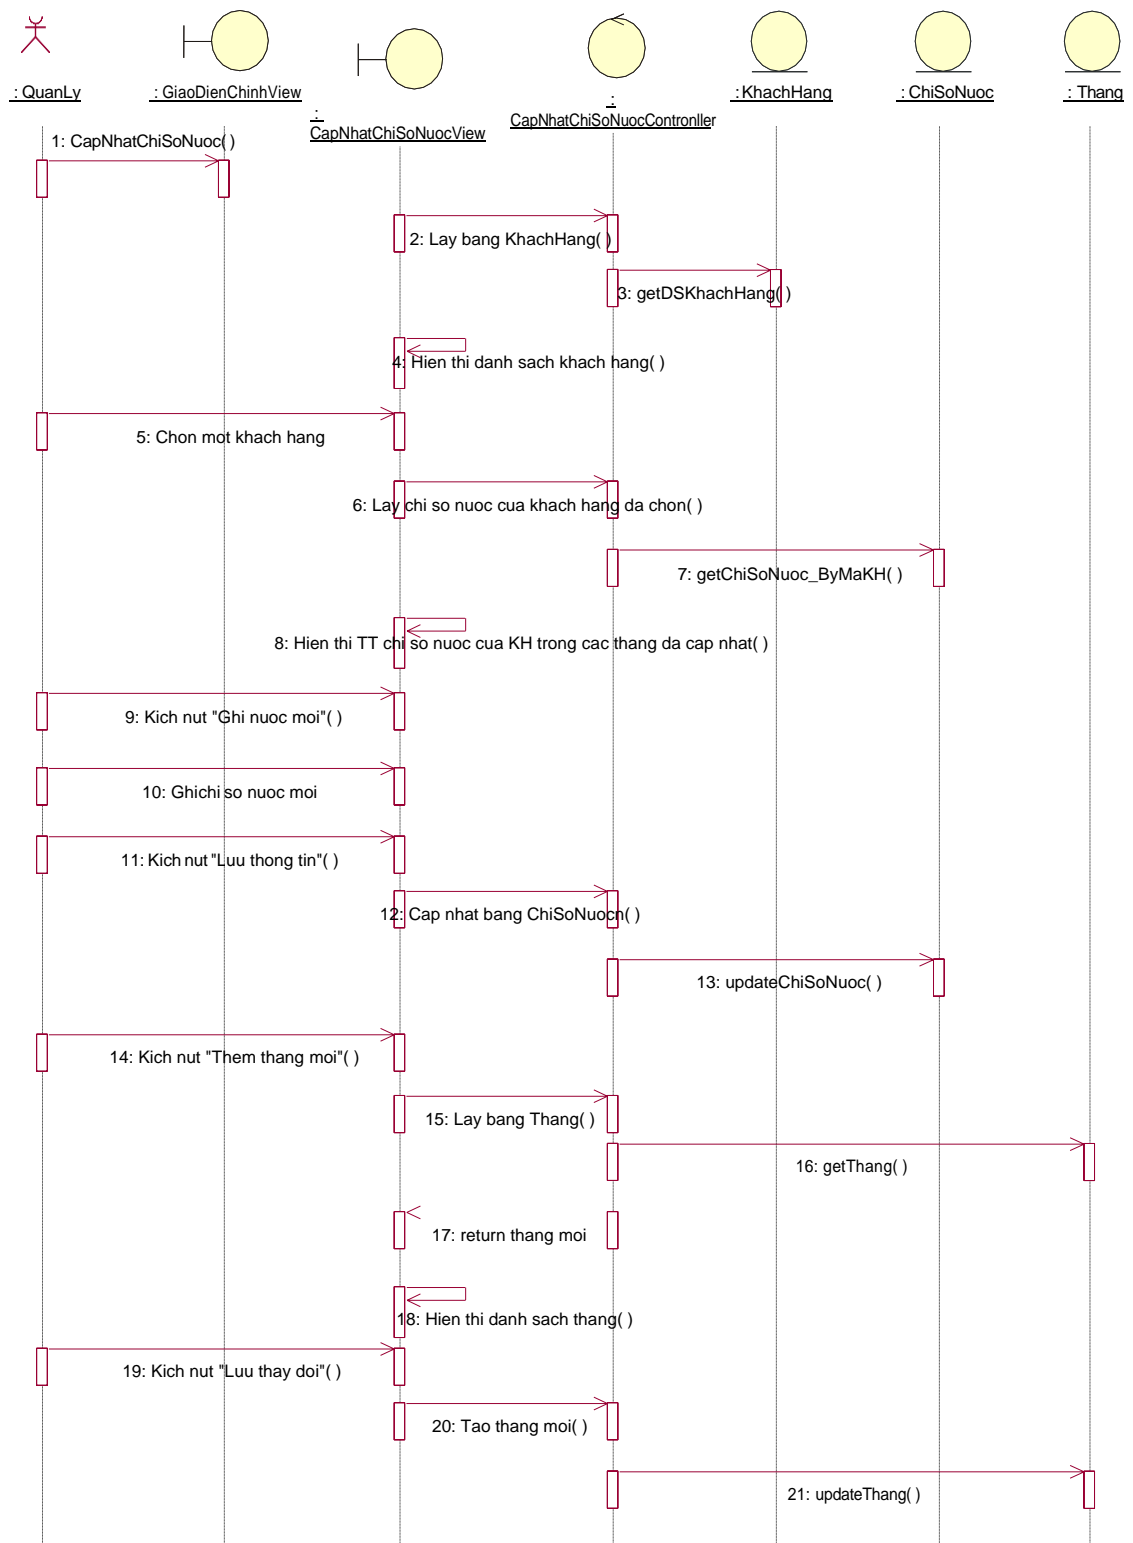 : QuanLy
: GiaoDienChinhView
:
CapNhatChiSoNuocView
:
CapNhatChiSoNuocContronller
: KhachHang
: ChiSoNuoc
: Thang
1: CapNhatChiSoNuoc( )
2: Lay bang KhachHang( )
3: getDSKhachHang( )
4: Hien thi danh sach khach hang( )
5: Chon mot khach hang
6: Lay chi so nuoc cua khach hang da chon( )
7: getChiSoNuoc_ByMaKH( )
8: Hien thi TT chi so nuoc cua KH trong cac thang da cap nhat( )
9: Kich nut "Ghi nuoc moi"( )
10: Ghichi so nuoc moi
11: Kich nut "Luu thong tin"( )
12: Cap nhat bang ChiSoNuocn( )
13: updateChiSoNuoc( )
14: Kich nut "Them thang moi"( )
15: Lay bang Thang( )
16: getThang( )
17: return thang moi
18: Hien thi danh sach thang( )
19: Kich nut "Luu thay doi"( )
20: Tao thang moi( )
21: updateThang( )